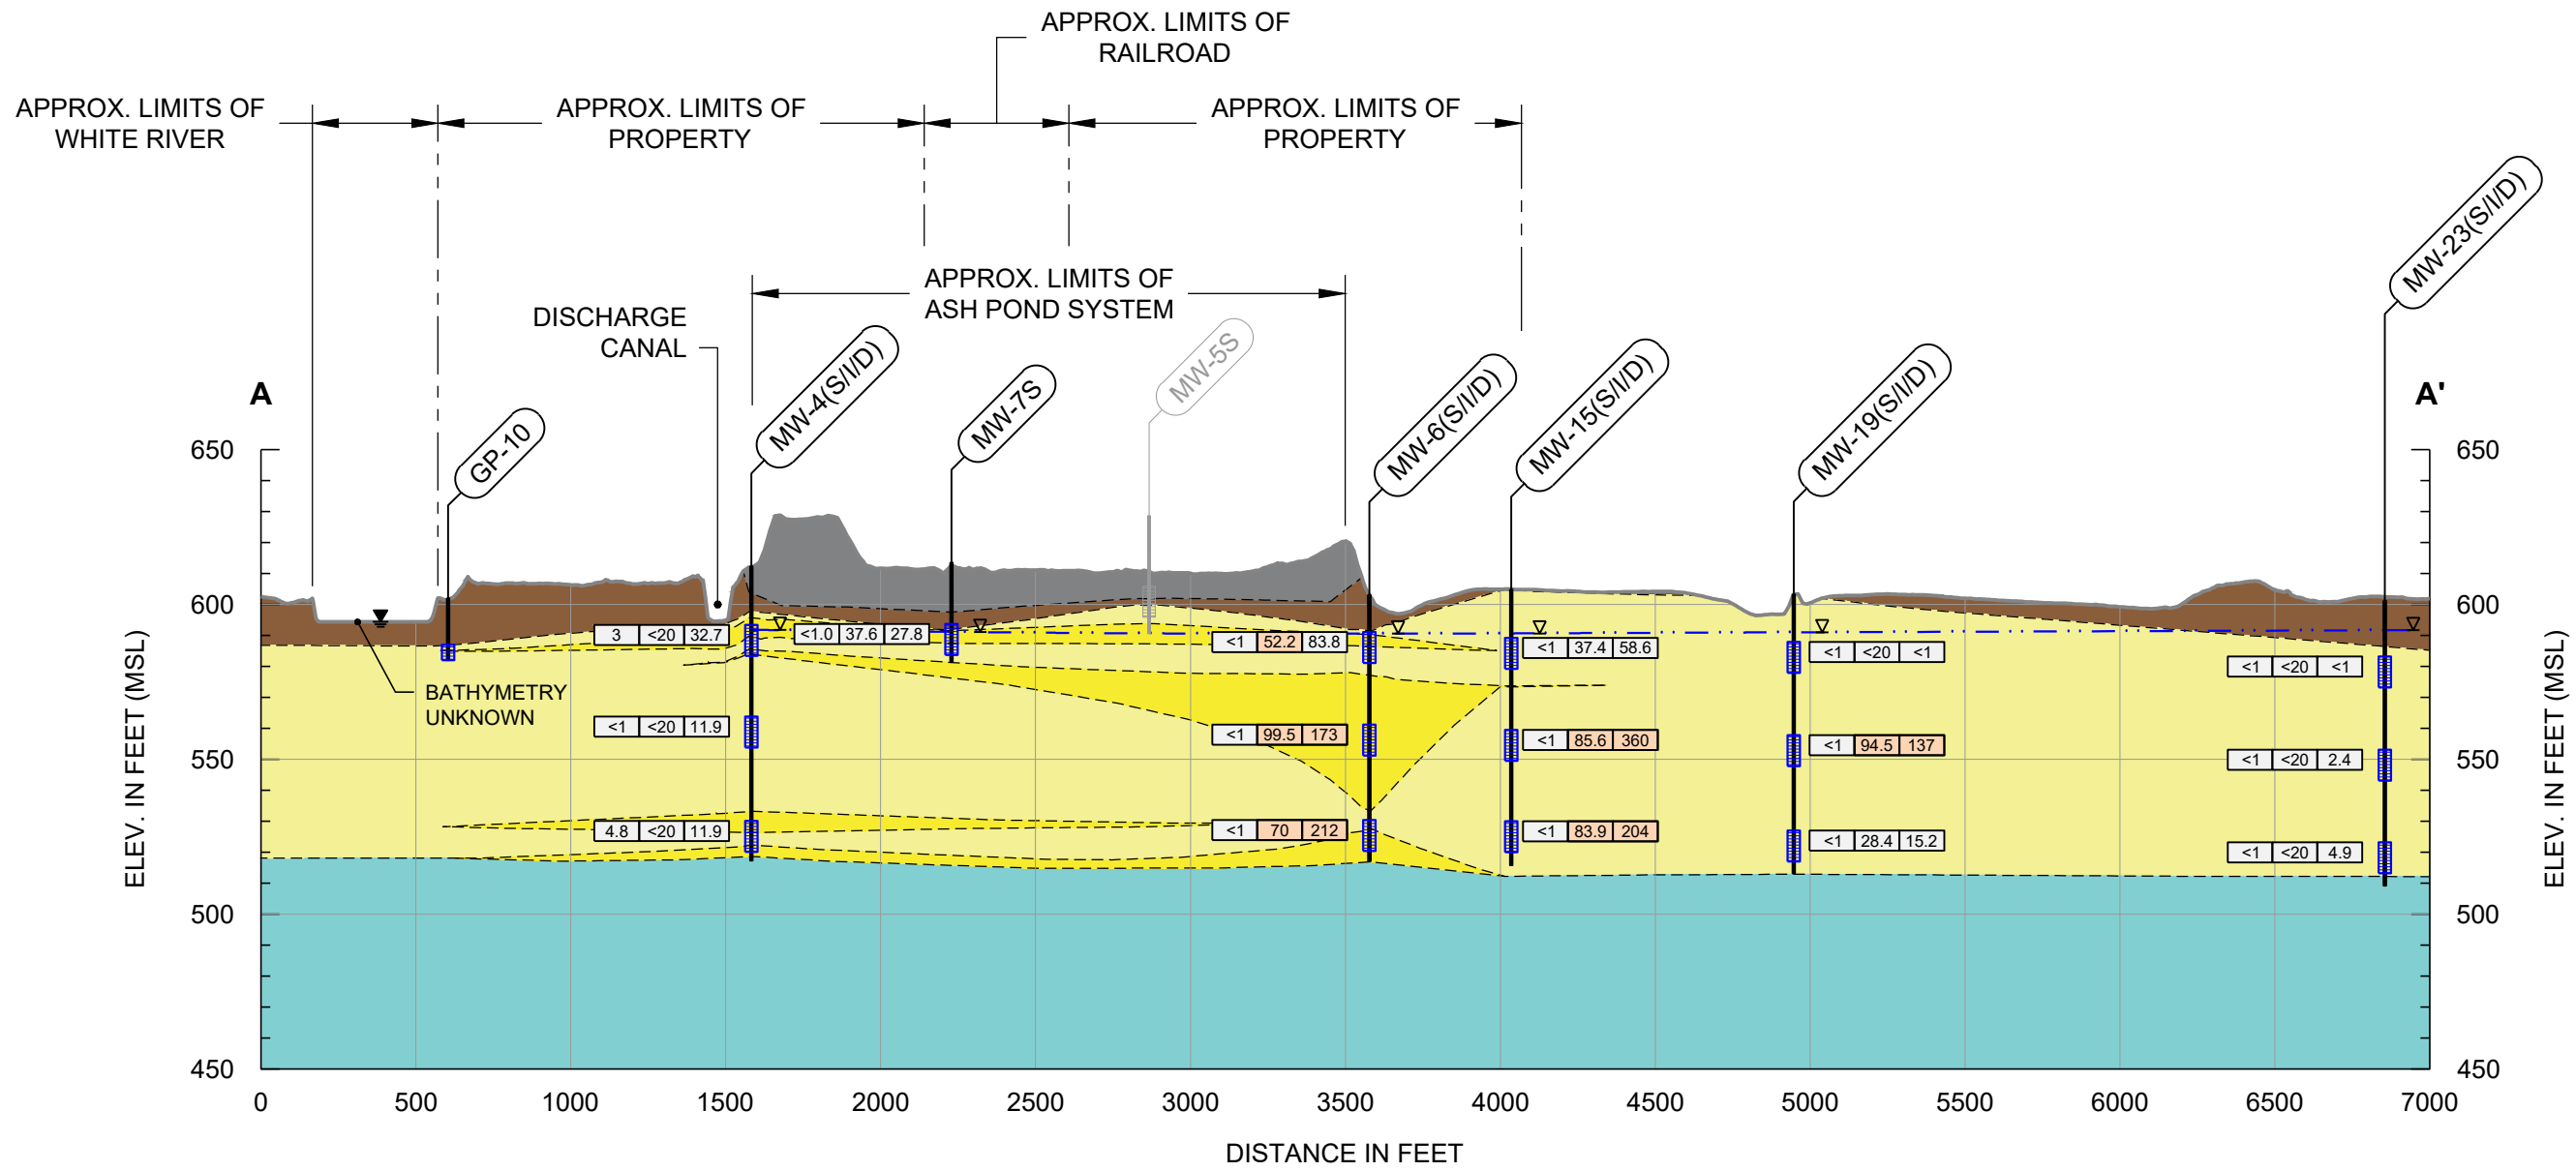 APPROX. LIMITS OF
RAILROAD
APPROX. LIMITS OF
WHITE RIVER
APPROX. LIMITS OF
PROPERTY
APPROX. LIMITS OF
PROPERTY
APPROX. LIMITS OF
ASH POND SYSTEM
DISCHARGE
CANAL
A
A'
GP-10
MW-4(S/I/D)
MW-7S
MW-5S
MW-6(S/I/D)
MW-15(S/I/D)
MW-19(S/I/D)
MW-23(S/I/D)
650
600
550
500
450
ELEV. IN FEET (MSL)
BATHYMETRY
UNKNOWN
3 <20 32.7
<1 <20 11.9
4.8 <20 11.9
<1.0 37.6 27.8
<1 52.2 83.8
<1 99.5 173
<1 70 212
<1 37.4 58.6
<1 85.6 360
<1 83.9 204
<1 <20 <1
<1 94.5 137
<1 28.4 15.2
<1 <20 <1
<1 <20 2.4
<1 <20 4.9
650
600
550
500
450
ELEV. IN FEET (MSL)
0 500 1000 1500 2000 2500 3000 3500 4000 4500 5000 5500 6000 6500 7000
DISTANCE IN FEET